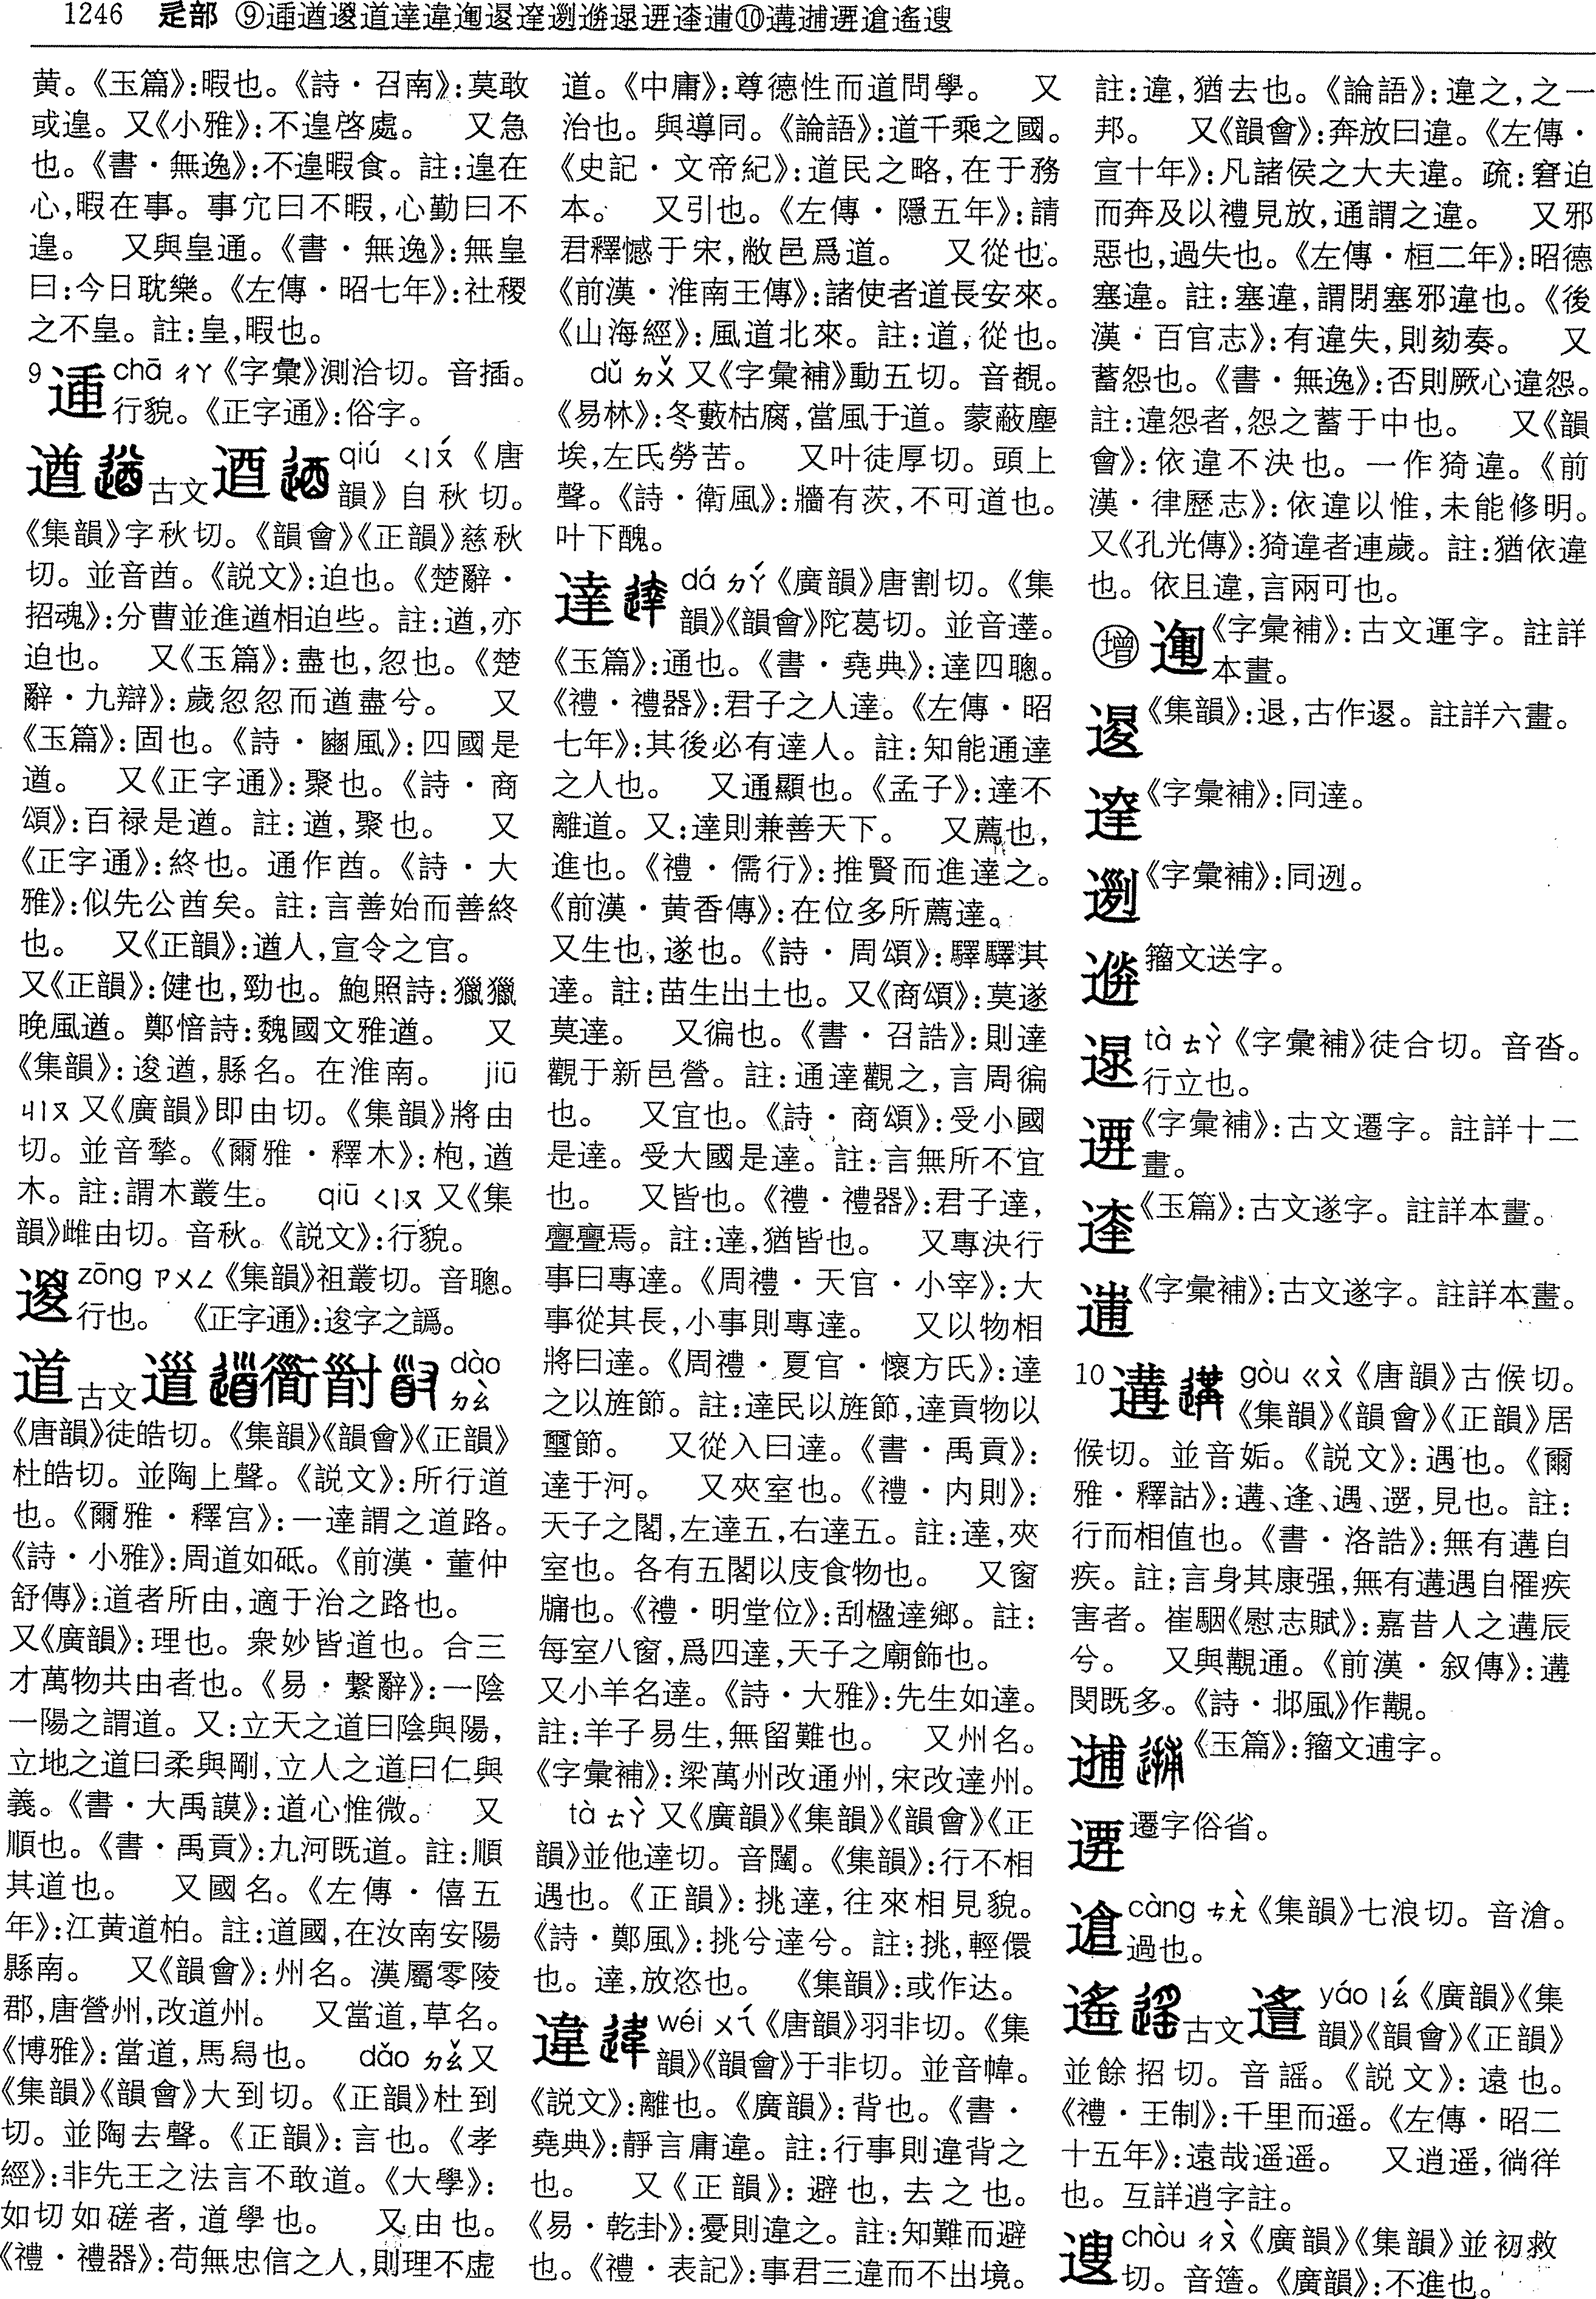 1246 辵部 ⑨遒遑道達違遐⑩遘逋遷遙
黄。《玉篇》:暇也。《詩・召南》:莫敢
或遑。又《小雅》:不遑啓處。 又急
也。《書・無逸》:不遑暇食。註:遑在
心,暇在事。事宂曰不暇,心勤曰不
遑。 又與皇通。《書・無逸》:無皇
曰:今日耽樂。《左傳・昭七年》:社稷
之不皇。註:皇,暇也。
9 chā ㄔㄚ《字彙》測洽切。音插。
行貌。《正字通》:俗字。
遒 古文 逎 qiú ㄑㄧㄡˊ《唐
韻》自秋切。
《集韻》字秋切。《韻會》《正韻》慈秋
切。並音酋。《説文》:迫也。《楚辭・
招魂》:分曹並進遒相迫些。註:遒,亦
迫也。 又《玉篇》:盡也,忽也。《楚
辭・九辯》:歲忽忽而遒盡兮。 又
《玉篇》:固也。《詩・豳風》:四國是
遒。 又《正字通》:聚也。《詩・商
頌》:百禄是遒。註:遒,聚也。 又
《正字通》:終也。通作酋。《詩・大
雅》:似先公酋矣。註:言善始而善終
也。 又《正韻》:遒人,宣令之官。
又《正韻》:健也,勁也。鮑照詩:獵獵
晚風遒。鄭愔詩:魏國文雅遒。 又
《集韻》:逡遒,縣名。在淮南。 jiū
ㄐㄧㄡ又《廣韻》即由切。《集韻》將由
切。並音揫。《爾雅・釋木》:枹,遒
木。註:謂木叢生。 qiū ㄑㄧㄡ又《集
韻》雌由切。音秋。《説文》:行貌。
zōng ㄗㄨㄥ《集韻》祖叢切。音聰。
行也。 《正字通》:逡字之譌。
道 古文 衟 dào
ㄉㄠˋ
《唐韻》徒皓切。《集韻》《韻會》《正韻》
杜皓切。並陶上聲。《説文》:所行道
也。《爾雅・釋宫》:一達謂之道路。
《詩・小雅》:周道如砥。《前漢・董仲
舒傳》:道者所由,適于治之路也。
又《廣韻》:理也。衆妙皆道也。合三
才萬物共由者也。《易・繫辭》:一陰
一陽之謂道。又:立天之道曰陰與陽,
立地之道曰柔與剛,立人之道曰仁與
義。《書・大禹謨》:道心惟微。 又
順也。《書・禹貢》:九河既道。註:順
其道也。 又國名。《左傳・僖五
年》:江黄道柏。註:道國,在汝南安陽
縣南。 又《韻會》:州名。漢屬零陵
郡,唐營州,改道州。 又當道,草名。
《博雅》:當道,馬舄也。 dǎo ㄉㄠˇ又
《集韻》《韻會》大到切。《正韻》杜到
切。並陶去聲。《正韻》:言也。《孝
經》:非先王之法言不敢道。《大學》:
如切如磋者,道學也。 又由也。
《禮・禮器》:苟無忠信之人,則理不虚
道。《中庸》:尊德性而道問學。 又
治也。與導同。《論語》:道千乘之國。
《史記・文帝紀》:道民之略,在于務
本。 又引也。《左傳・隱五年》:請
君釋憾于宋,敝邑爲道。 又從也。
《前漢・淮南王傳》:諸使者道長安來。
《山海經》:風道北來。註:道,從也。
dǔ ㄉㄨˇ又《字彙補》動五切。音覩。
《易林》:冬藪枯腐,當風于道。蒙蔽塵
埃,左氏勞苦。 又叶徒厚切。頭上
聲。《詩・衛風》:牆有茨,不可道也。
叶下醜。
達 dá ㄉㄚˊ《廣韻》唐割切。《集
韻》《韻會》陀葛切。並音薘。
《玉篇》:通也。《書・堯典》:達四聰。
《禮・禮器》:君子之人達。《左傳・昭
七年》:其後必有達人。註:知能通達
之人也。 又通顯也。《孟子》:達不
離道。又:達則兼善天下。 又薦也,
進也。《禮・儒行》:推賢而進達之。
《前漢・黄香傳》:在位多所薦達。
又生也,遂也。《詩・周頌》:驛驛其
達。註:苗生出土也。又《商頌》:莫遂
莫達。 又徧也。《書・召誥》:則達
觀于新邑營。註:通達觀之,言周徧
也。 又宜也。《詩・商頌》:受小國
是達。受大國是達。註:言無所不宜
也。 又皆也。《禮・禮器》:君子達,
亹亹焉。註:達,猶皆也。 又專決行
事曰專達。《周禮・天官・小宰》:大
事從其長,小事則專達。 又以物相
將曰達。《周禮・夏官・懷方氏》:達
之以旌節。註:達民以旌節,達貢物以
璽節。 又從入曰達。《書・禹貢》:
達于河。 又夾室也。《禮・内則》:
天子之閣,左達五,右達五。註:達,夾
室也。各有五閣以庋食物也。 又窗
牖也。《禮・明堂位》:刮楹達鄉。註:
每室八窗,爲四達,天子之廟飾也。
又小羊名達。《詩・大雅》:先生如達。
註:羊子易生,無留難也。 又州名。
《字彙補》:梁萬州改通州,宋改達州。
tà ㄊㄚˋ又《廣韻》《集韻》《韻會》《正
韻》並他達切。音闥。《集韻》:行不相
遇也。《正韻》:挑達,往來相見貌。
《詩・鄭風》:挑兮達兮。註:挑,輕儇
也。達,放恣也。 《集韻》:或作达。
違 wéi ㄨㄟˊ《唐韻》羽非切。《集
韻》《韻會》于非切。並音幃。
《説文》:離也。《廣韻》:背也。《書・
堯典》:靜言庸違。註:行事則違背之
也。 又《正韻》:避也,去之也。
《易・乾卦》:憂則違之。註:知難而避
也。《禮・表記》:事君三違而不出境。
註:違,猶去也。《論語》:違之,之一
邦。 又《韻會》:奔放曰違。《左傳・
宣十年》:凡諸侯之大夫違。疏:窘迫
而奔及以禮見放,通謂之違。 又邪
惡也,過失也。《左傳・桓二年》:昭德
塞違。註:塞違,謂閉塞邪違也。《後
漢・百官志》:有違失,則劾奏。 又
蓄怨也。《書・無逸》:否則厥心違怨。
註:違怨者,怨之蓄于中也。 又《韻
會》:依違不決也。一作猗違。《前
漢・律歷志》:依違以惟,未能修明。
又《孔光傳》:猗違者連歲。註:猶依違
也。依且違,言兩可也。
增 《字彙補》:古文運字。註詳
本畫。
《集韻》:退,古作。註詳六畫。
《字彙補》:同達。
《字彙補》:同迾。
籀文送字。
tà ㄊㄚˋ《字彙補》徒合切。音沓。
行立也。
《字彙補》:古文遷字。註詳十二
畫。
《玉篇》:古文遂字。註詳本畫。
《字彙補》:古文遂字。註詳本畫。
10 遘 gòu ㄍㄡˋ《唐韻》古候切。
《集韻》《韻會》《正韻》居
候切。並音姤。《説文》:遇也。《爾
雅・釋詁》:遘、逢、遇、遻,見也。註:
行而相值也。《書・洛誥》:無有遘自
疾。註:言身其康强,無有遘遇自罹疾
害者。崔駰《慰志賦》:嘉昔人之遘辰
兮。 又與覯通。《前漢・叙傳》:遘
閔既多。《詩・邶風》作覯。
《玉篇》:籀文逋字。
遷字俗省。
càng ㄘㄤˋ《集韻》七浪切。音滄。
過也。
遙 古文 yáo ㄧㄠˊ《廣韻》《集
韻》《韻會》《正韻》
並餘招切。音謡。《説文》:遠也。
《禮・王制》:千里而遥。《左傳・昭二
十五年》:遠哉遥遥。 又逍遥,徜徉
也。互詳逍字註。
chòu ㄔㄡˋ《廣韻》《集韻》並初救
切。音簉。《廣韻》:不進也。